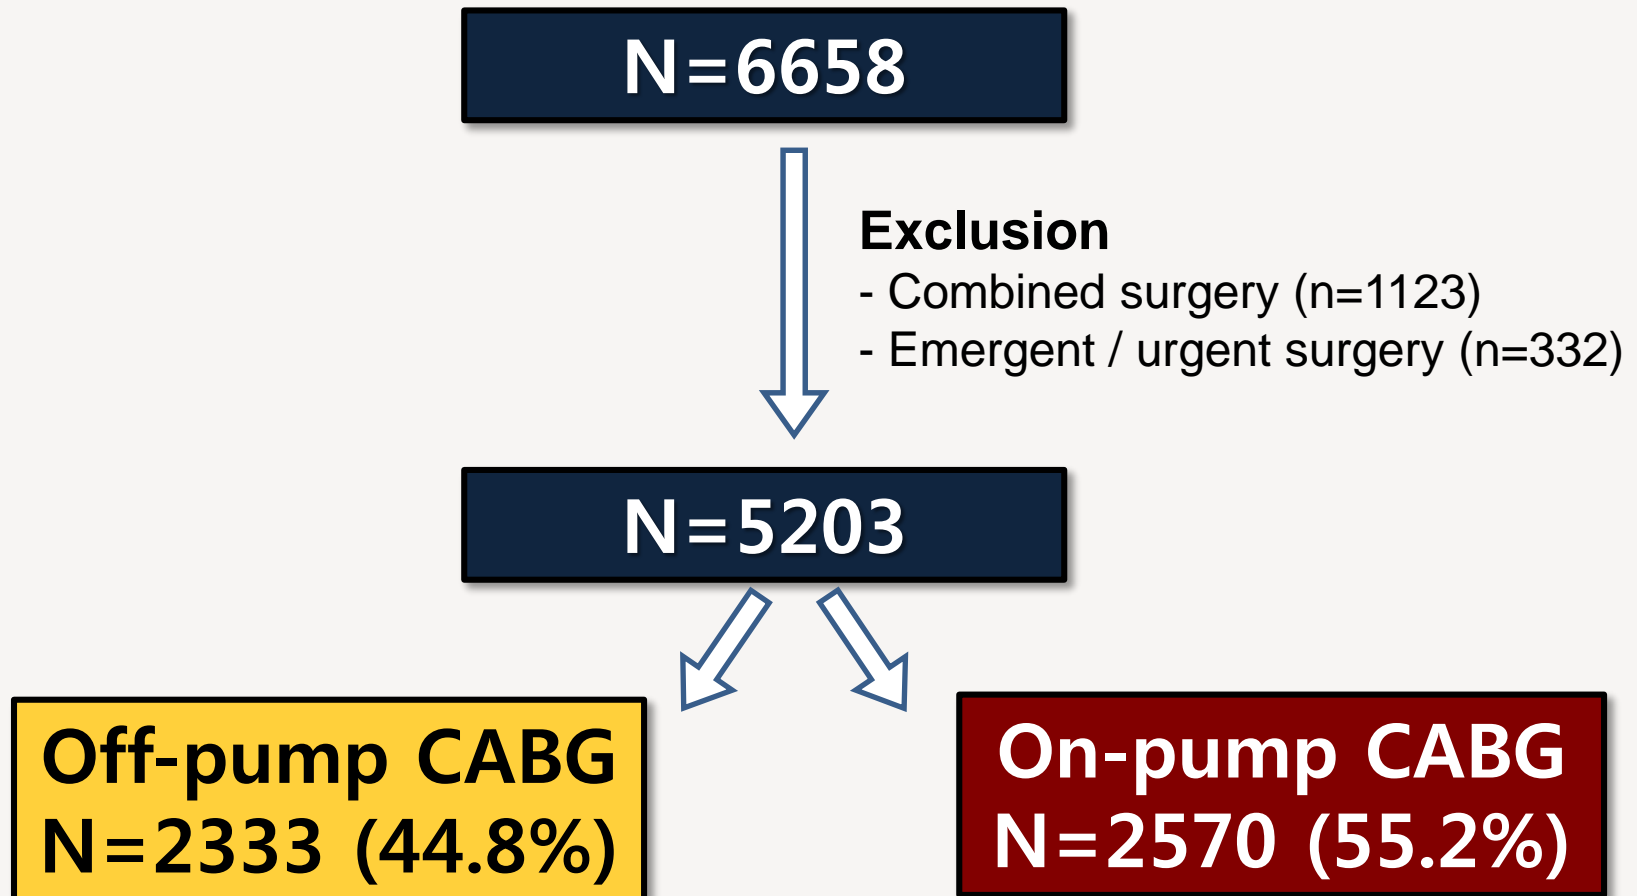 N=6658
Exclusion
- Combined surgery (n=1123)
- Emergent / urgent surgery (n=332)
N=5203
Off-pump CABG
N=2333 (44.8%)
On-pump CABG
N=2570 (55.2%)